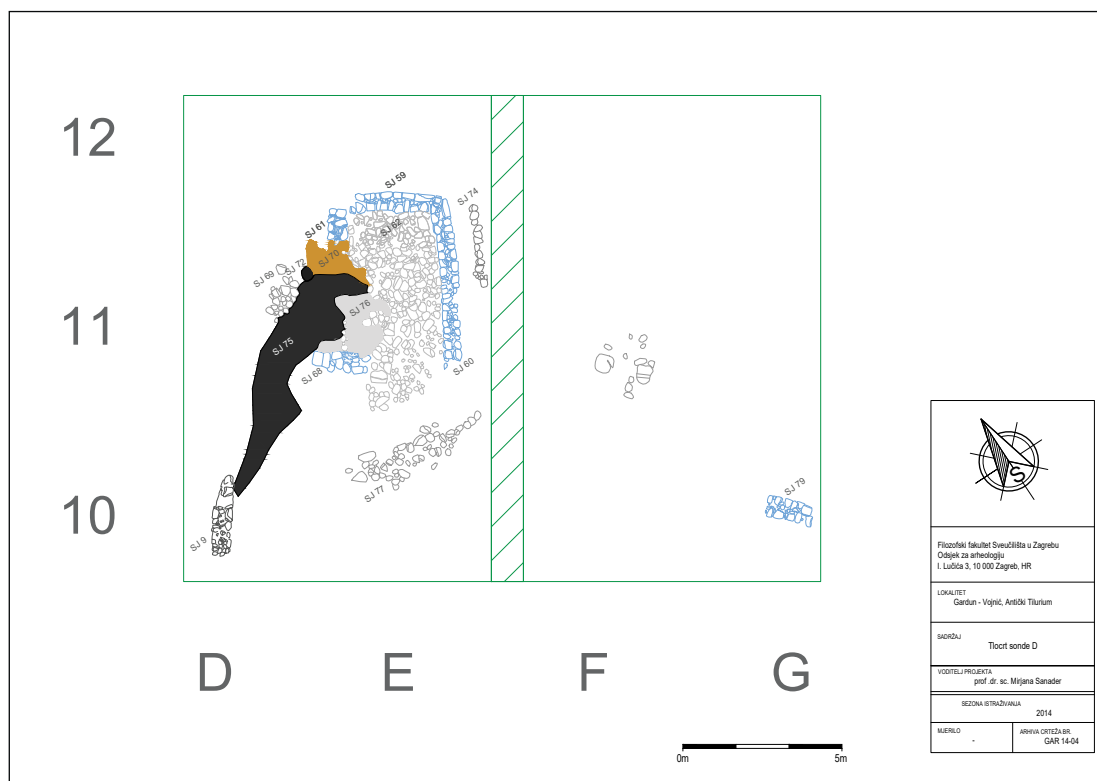 12
11
10
D
E
F
G
SJ 59
SJ 74
SJ 61
SJ 62
SJ 70
SJ 72
SJ 69
SJ 76
SJ 75
SJ 68
SJ 60
SJ 77
SJ 9
SJ 79
0m
5m
S
Filozofski fakultet Sveučilišta u Zagrebu
Odsjek za arheologiju
I. Lučića 3, 10 000 Zagreb, HR
LOKALITET
Gardun - Vojnić, Antički Tilurium
SADRŽAJ
Tlocrt sonde D
VODITELJ PROJEKTA
prof .dr. sc. Mirjana Sanader
SEZONA ISTRAŽIVANJA
2014
MJERILO
-
ARHIVA CRTEŽA BR.
GAR 14-04